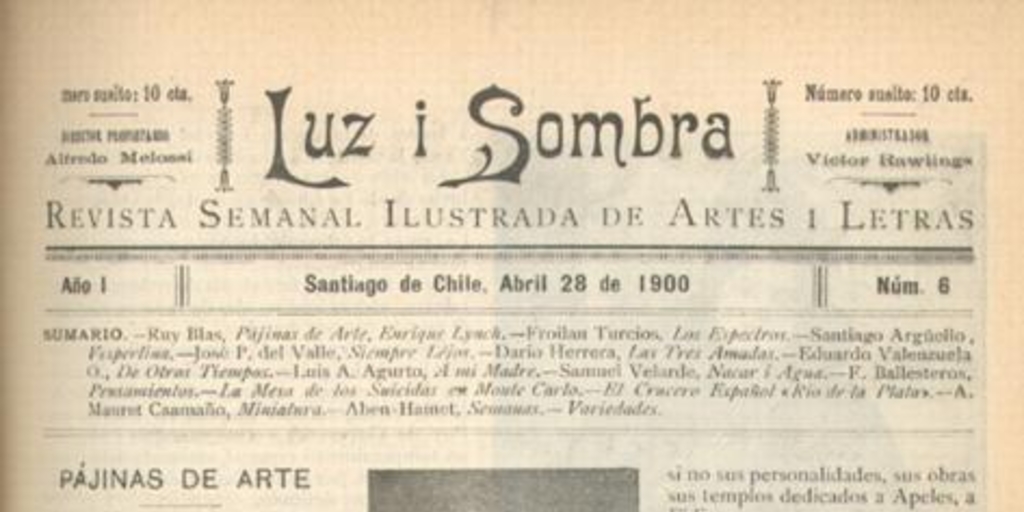 mero suelto: 10 cts.
DIRECTOR PROPIETARIO
Alfredo Melossi
Luz i Sombra
Número suelto: 10 cts.
ADMINISTRADOR
Víctor Rawlings
REVISTA SEMANAL ILUSTRADA DE ARTES I LETRAS
Año I
Santiago de Chile, Abril 28 de 1900
Núm. 6
SUMARIO.—Ruy Blas, Pájinas de Arte, Enrique Lynch.—Froilan Turcios, Los Espectros.—Santiago Argüello,
Vespertina.—José P. del Valle, Siempre Léjos.—Dario Herrera, Las Tres Amadas.—Eduardo Valenzuela
O., De Otros Tiempos.—Luis A. Agurto, A mi Madre.—Samuel Velarde, Nacar i Agua.—F. Ballesteros,
Pensamientos.—La Mesa de los Suicidas en Monte Carlo.—El Crucero Español «Rio de la Plata».—A.
Mauret Caamaño, Miniatura.—Aben-Hamet, Semanas.—Variedades.
PÁJINAS DE ARTE
si no sus personalidades, sus obras
sus templos dedicados a Apeles, a